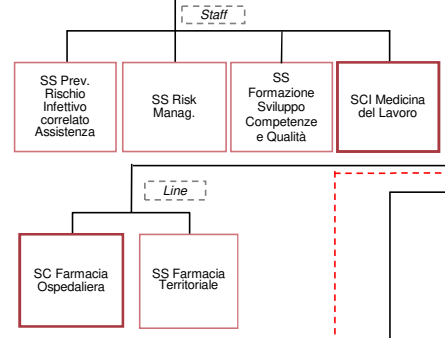 Staff
SS Prev.
Rischio
Infettivo
correlato
Assistenza
SS Risk
Manag.
SS
Formazione
Sviluppo
Competenze
e Qualità
SCI Medicina
del Lavoro
Line
SC Farmacia
Ospedaliera
SS Farmacia
Territoriale